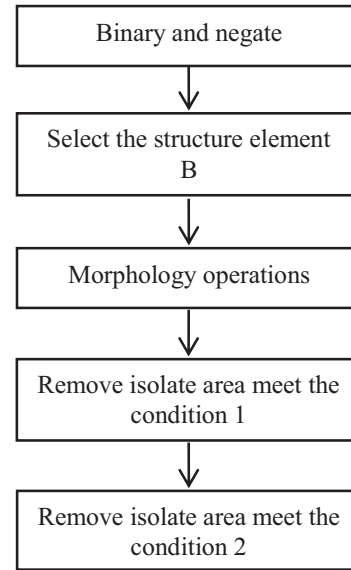 Binary and negate
Select the structure element
B
Morphology operations
Remove isolate area meet the
condition 1
Remove isolate area meet the
condition 2